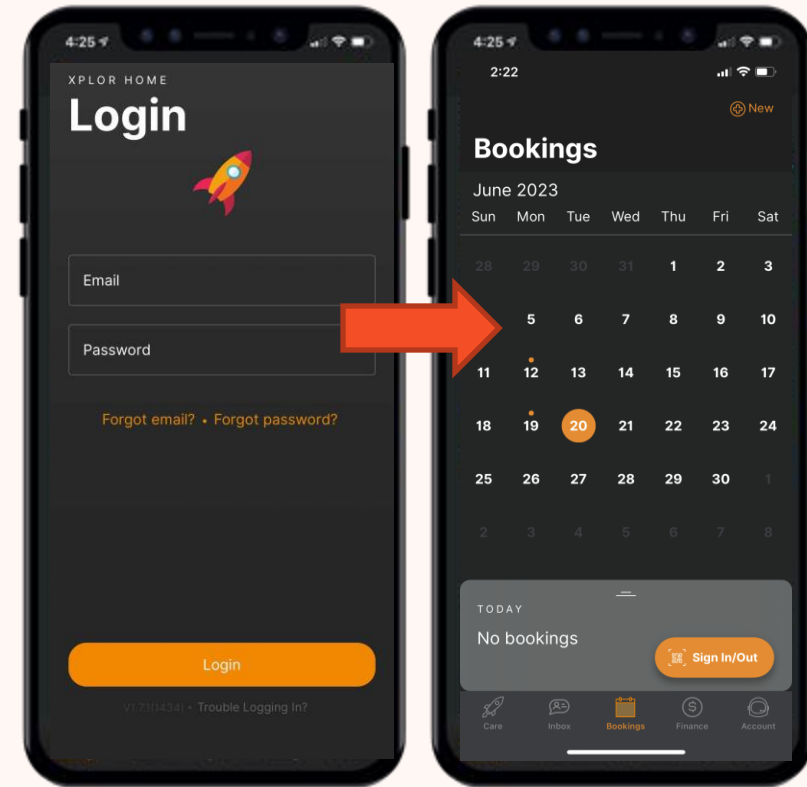 4:25
XPLOR HOME
Login
Email
Password
Forgot email? • Forgot password?
Login
V1.7.1(1434) • Trouble Logging In?
4:25
2:22
New
Bookings
June 2023
Sun Mon Tue Wed Thu Fri Sat
28 29 30 31 1 2 3
5 6 7 8 9 10
11 12 13 14 15 16 17
18 19 20 21 22 23 24
25 26 27 28 29 30 1
2 3 4 5 6 7 8
TODAY
No bookings
Sign In/Out
Care Inbox Bookings Finance Account